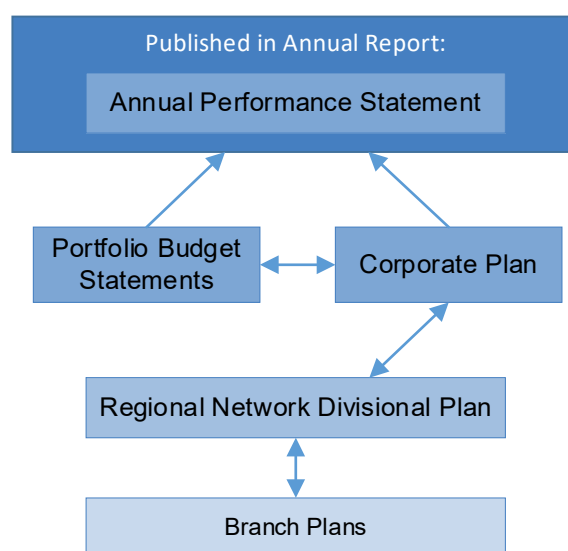 Published in Annual Report:
Annual Performance Statement
Portfolio Budget
Statements
Corporate Plan
Regional Network Divisional Plan
Branch Plans